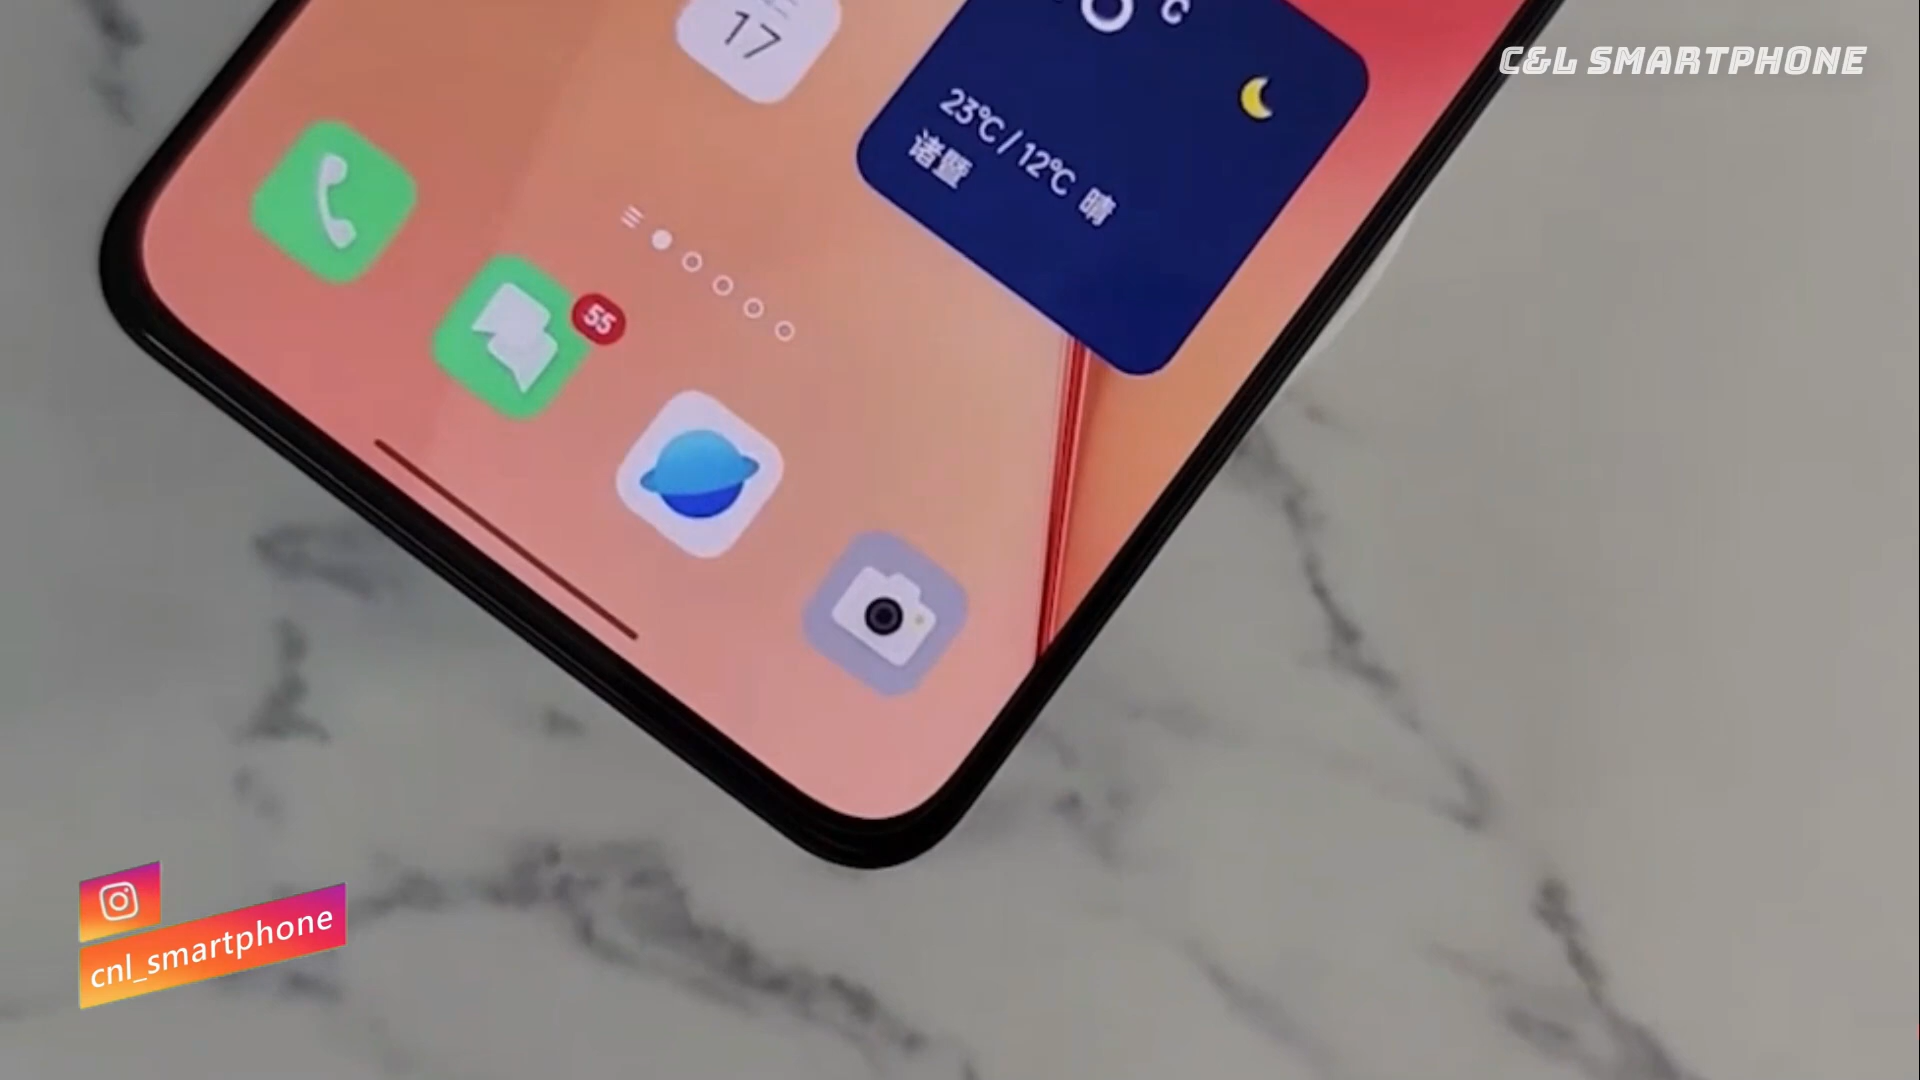 C&L SMARTPHONE
17
°C
23°C / 12°C 晴
诸暨
55
cnl_smartphone